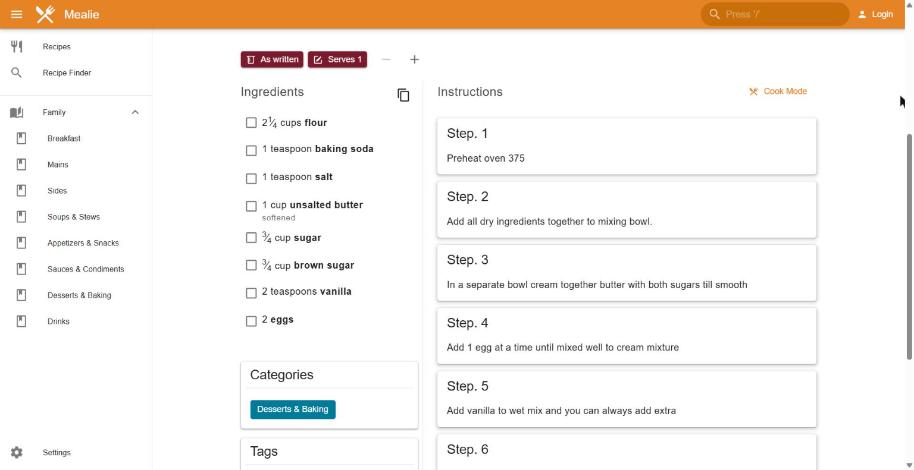 Mealie
Press '/'
Login
Recipes
Recipe Finder
Family
Breakfast
Mains
Sides
Soups & Stews
Appetizers & Snacks
Sauces & Condiments
Desserts & Baking
Drinks
Settings
As written
Serves 1
Ingredients
2¼ cups flour
1 teaspoon baking soda
1 teaspoon salt
1 cup unsalted butter
softened
¾ cup sugar
¾ cup brown sugar
2 teaspoons vanilla
2 eggs
Categories
Desserts & Baking
Tags
Instructions
Cook Mode
Step. 1
Preheat oven 375
Step. 2
Add all dry ingredients together to mixing bowl.
Step. 3
In a separate bowl cream together butter with both sugars till smooth
Step. 4
Add 1 egg at a time until mixed well to cream mixture
Step. 5
Add vanilla to wet mix and you can always add extra
Step. 6